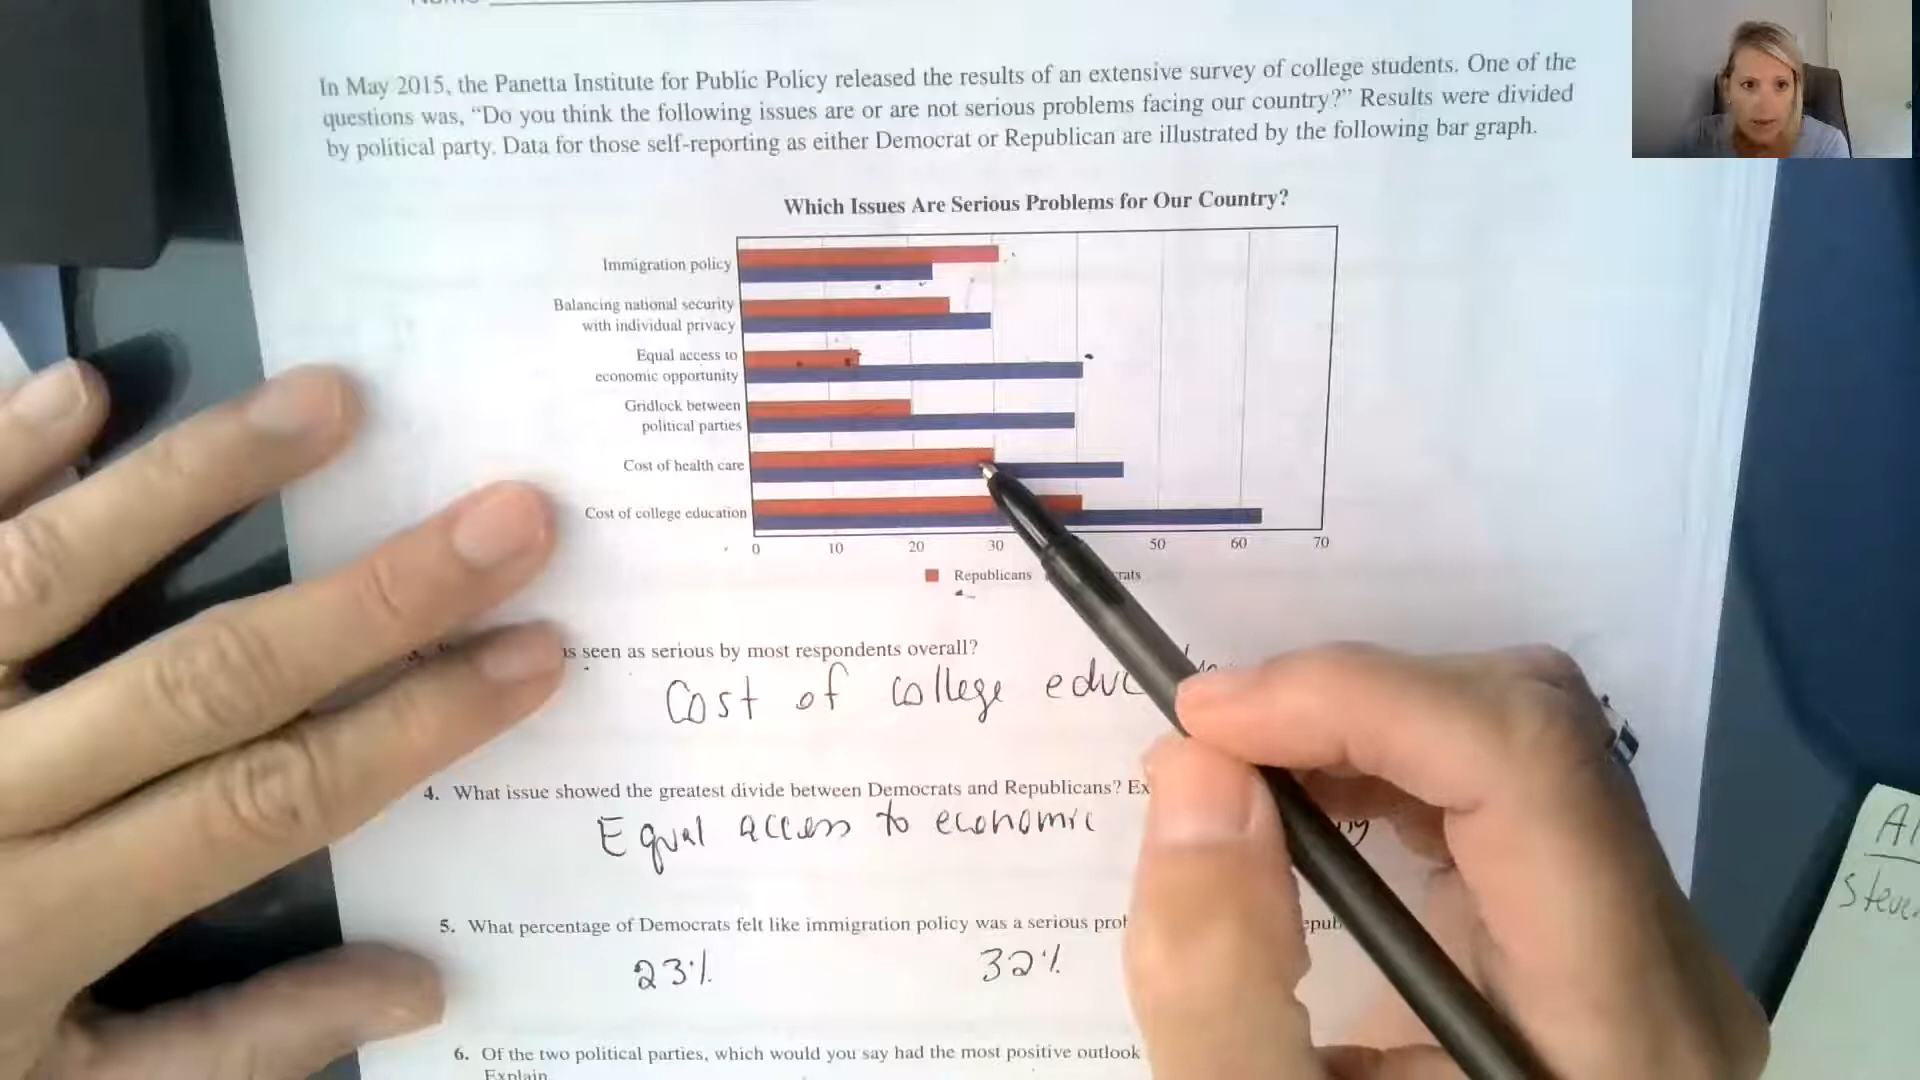 In May 2015, the Panetta Institute for Public Policy released the results of an extensive survey of college students. One of the
questions was, “Do you think the following issues are or are not serious problems facing our country?” Results were divided
by political party. Data for those self-reporting as either Democrat or Republican are illustrated by the following bar graph.
Which Issues Are Serious Problems for Our Country?
Immigration policy
Balancing national security
with individual privacy
Equal access to
economic opportunity
Gridlock between
political parties
Cost of health care
Cost of college education
0 10 20 30 50 60 70
Republicans
seen as serious by most respondents overall?
Cost of college
4. What issue showed the greatest divide between Democrats and Republicans?
Equal access to economic
5. What percentage of Democrats felt like immigration policy was a serious
23% 32%
6. Of the two political parties, which would you say had the most positive outlook
Explain